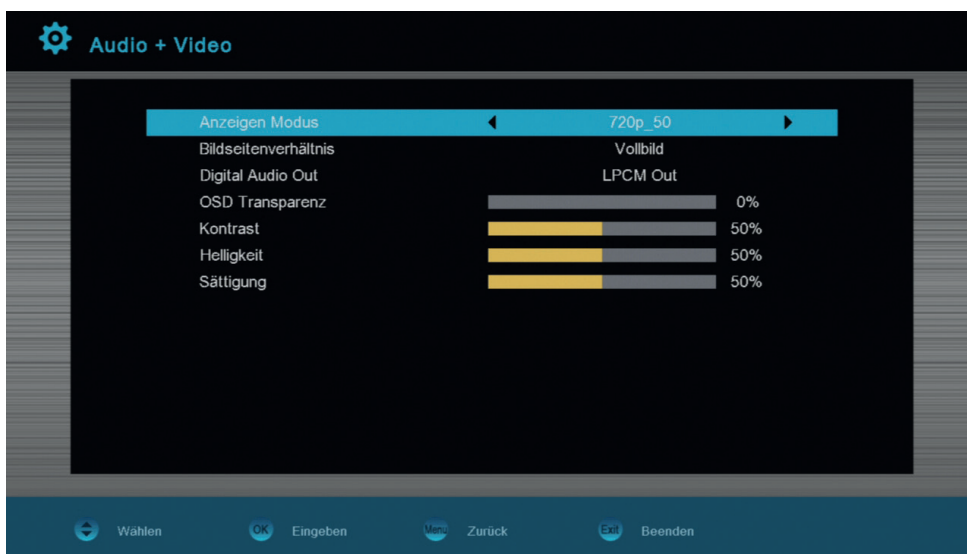 Audio + Video
Anzeigen Modus 720p_50
Bildseitenverhältnis Vollbild
Digital Audio Out LPCM Out
OSD Transparenz 0%
Kontrast 50%
Helligkeit 50%
Sättigung 50%
Wählen OK Eingeben Menu Zurück Exit Beenden